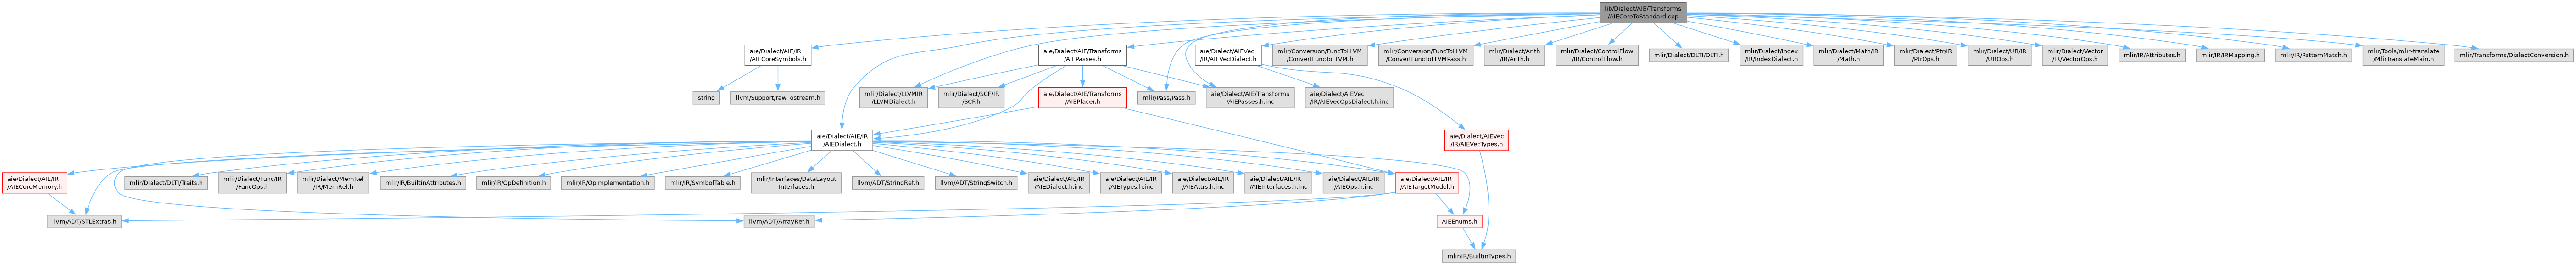 lib/Dialect/AIE/Transforms
/AIECoreToStandard.cpp
aie/Dialect/AIE/IR
/AIECoreSymbols.h
aie/Dialect/AIE/Transforms
/AIEPasses.h
aie/Dialect/AIEVec
/IR/AIEVecDialect.h
mlir/Conversion/FuncToLLVM
/ConvertFuncToLLVM.h
mlir/Conversion/FuncToLLVM
/ConvertFuncToLLVMPass.h
mlir/Dialect/Arith
/IR/Arith.h
mlir/Dialect/ControlFlow
/IR/ControlFlow.h
mlir/Dialect/DLTI/DLTI.h
mlir/Dialect/Index
/IR/IndexDialect.h
mlir/Dialect/Math/IR
/Math.h
mlir/Dialect/Ptr/IR
/PtrOps.h
mlir/Dialect/UB/IR
/UBOps.h
mlir/Dialect/Vector
/IR/VectorOps.h
mlir/IR/Attributes.h
mlir/IR/IRMapping.h
mlir/IR/PatternMatch.h
mlir/Tools/mlir-translate
/MlirTranslateMain.h
mlir/Transforms/DialectConversion.h
string
llvm/Support/raw_ostream.h
mlir/Dialect/LLVMIR
/LLVMDialect.h
mlir/Dialect/SCF/IR
/SCF.h
aie/Dialect/AIE/Transforms
/AIEPlacer.h
mlir/Pass/Pass.h
aie/Dialect/AIE/Transforms
/AIEPasses.h.inc
aie/Dialect/AIEVec
/IR/AIEVecOpsDialect.h.inc
aie/Dialect/AIE/IR
/AIEDialect.h
aie/Dialect/AIEVec
/IR/AIEVecTypes.h
aie/Dialect/AIE/IR
/AIECoreMemory.h
mlir/Dialect/DLTI/Traits.h
mlir/Dialect/Func/IR
/FuncOps.h
mlir/Dialect/MemRef
/IR/MemRef.h
mlir/IR/BuiltinAttributes.h
mlir/IR/OpDefinition.h
mlir/IR/OpImplementation.h
mlir/IR/SymbolTable.h
mlir/Interfaces/DataLayout
Interfaces.h
llvm/ADT/StringRef.h
llvm/ADT/StringSwitch.h
aie/Dialect/AIE/IR
/AIEDialect.h.inc
aie/Dialect/AIE/IR
/AIETypes.h.inc
aie/Dialect/AIE/IR
/AIEAttrs.h.inc
aie/Dialect/AIE/IR
/AIEInterfaces.h.inc
aie/Dialect/AIE/IR
/AIEOps.h.inc
aie/Dialect/AIE/IR
/AIETargetModel.h
llvm/ADT/STLExtras.h
llvm/ADT/ArrayRef.h
AIEEnums.h
mlir/IR/BuiltinTypes.h